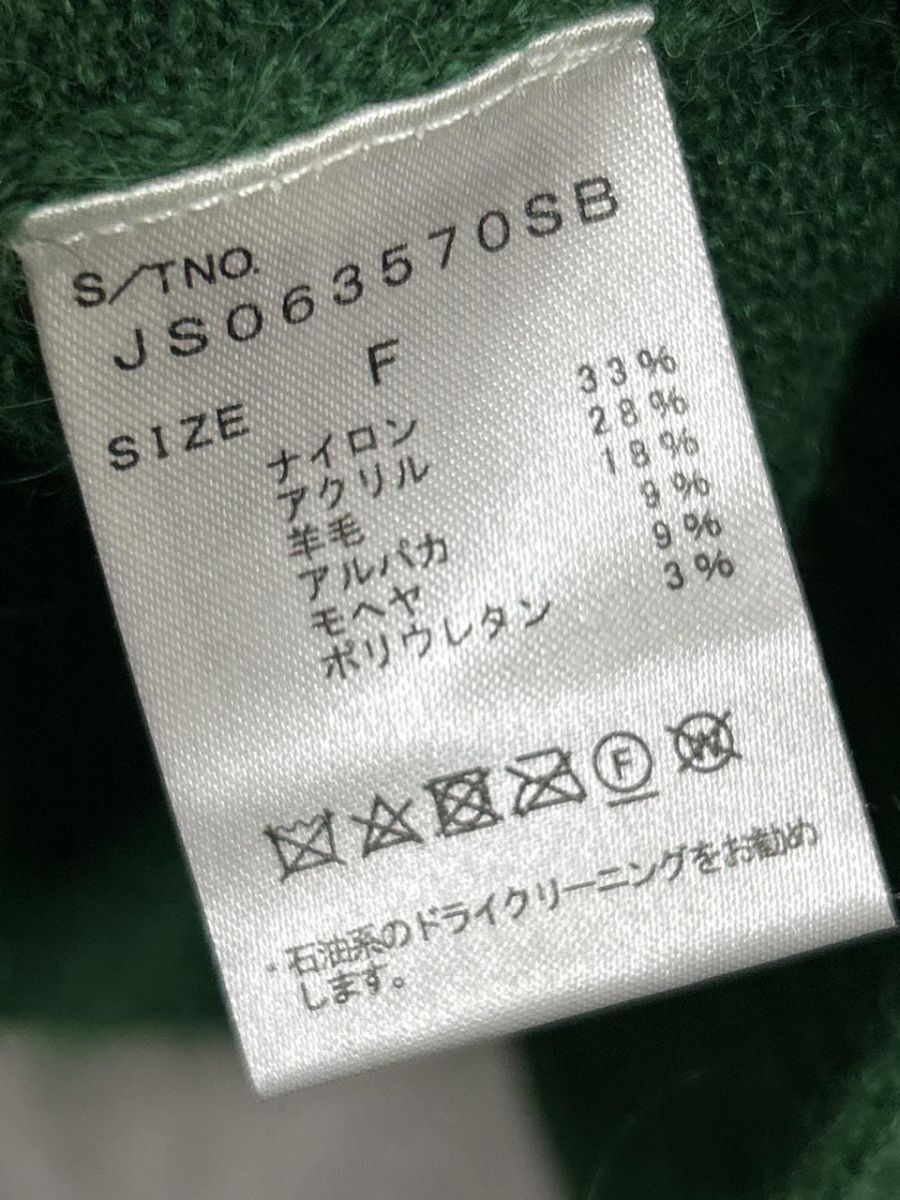 S/TNO.
JS063570SB
SIZE F
ナイロン 33%
アクリル 28%
羊毛 18%
アルパカ 9%
モヘヤ 9%
ポリウレタン 3%
F W
・石油系のドライクリーニングをお勧め
します。